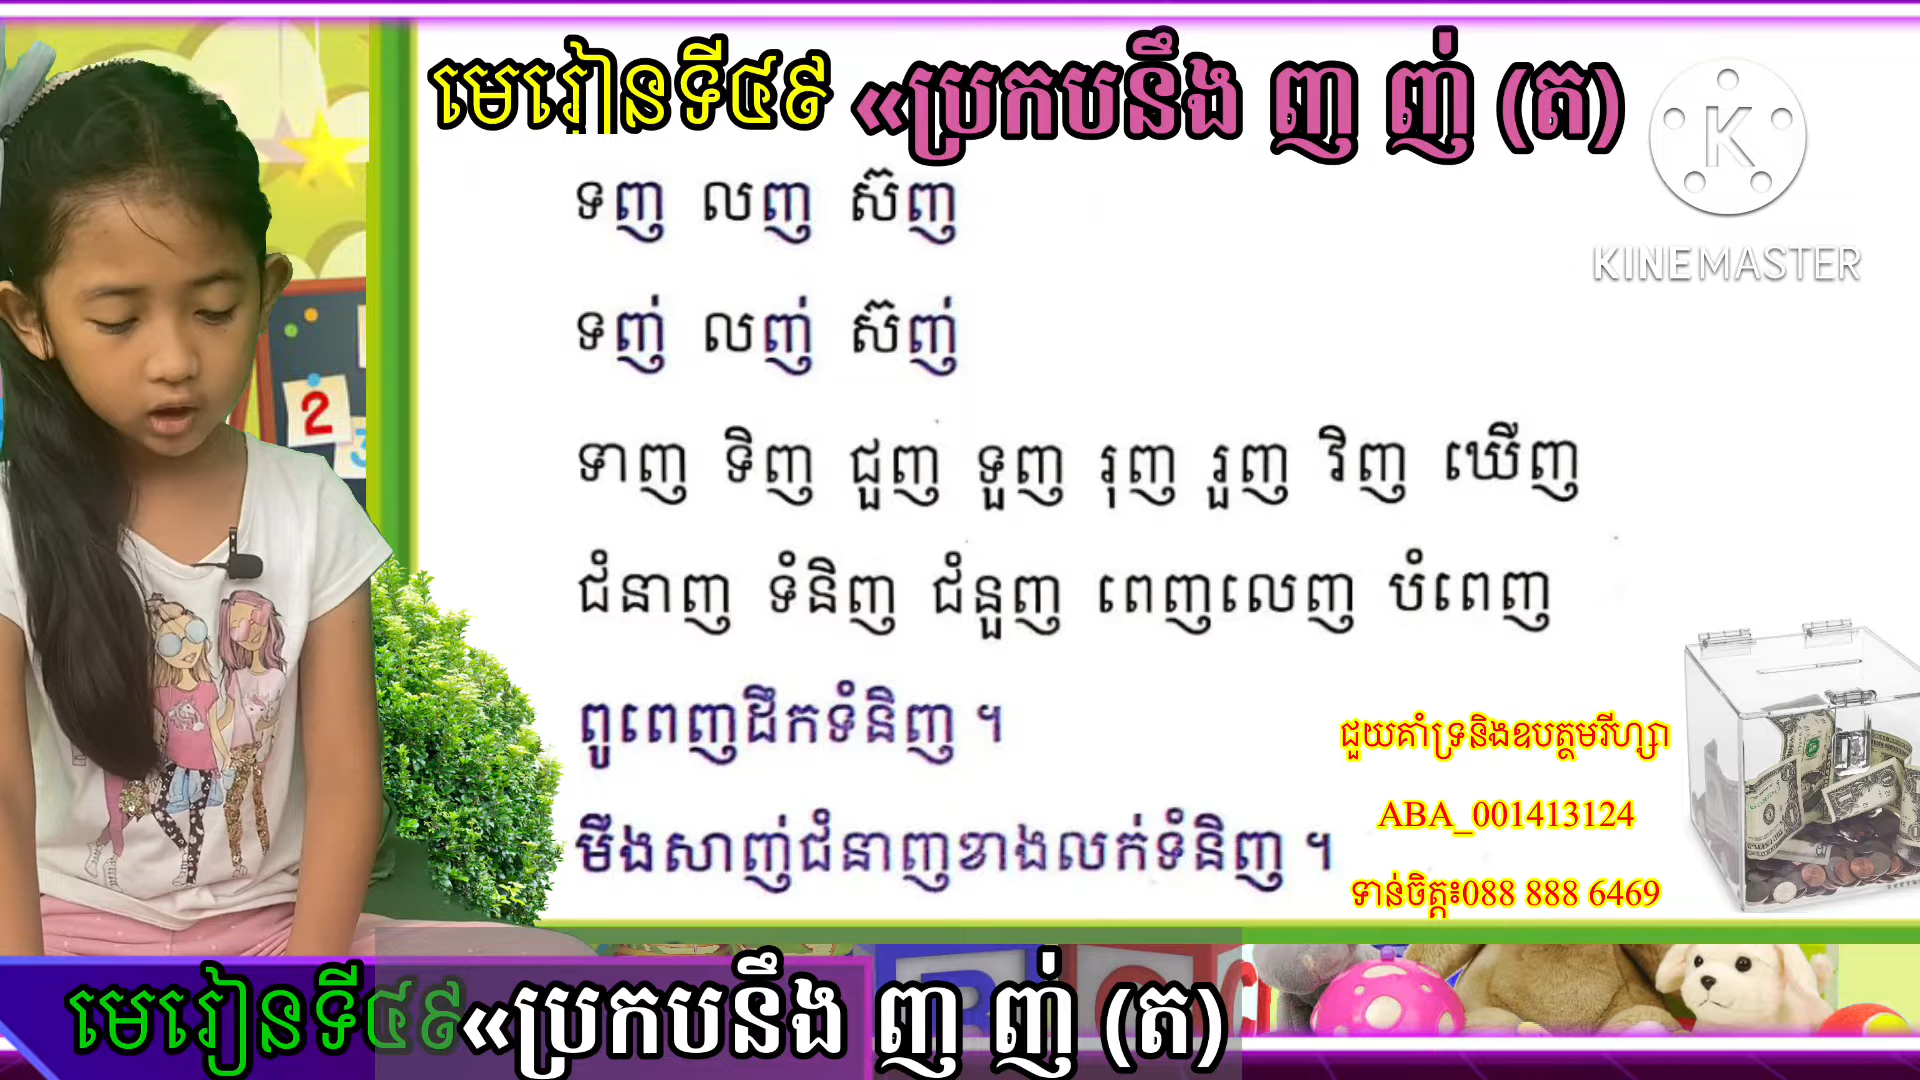 មេរៀនទី៤៩ «ប្រកបនឹង ញ ញ់ (ត)
K
KINEMASTER
ទញ លញ ស៊ញ
ទញ់ លញ់ ស៊ញ់
2
3
ទាញ ទិញ ជួញ ទួញ រុញ រួញ វិញ ឃើញ
ជំនាញ ទំនិញ ជំនួញ ពេញលេញ បំពេញ
ពូពេញដឹកទំនិញ ។
មីងសាញ់ជំនាញខាងលក់ទំនិញ ។
ជួយគាំទ្រនិងឧបត្ថមរីហ្សា
ABA_001413124
ទាន់ចិត្ត៖088 888 6469
មេរៀនទី៤៩«ប្រកបនឹង ញ ញ់ (ត)